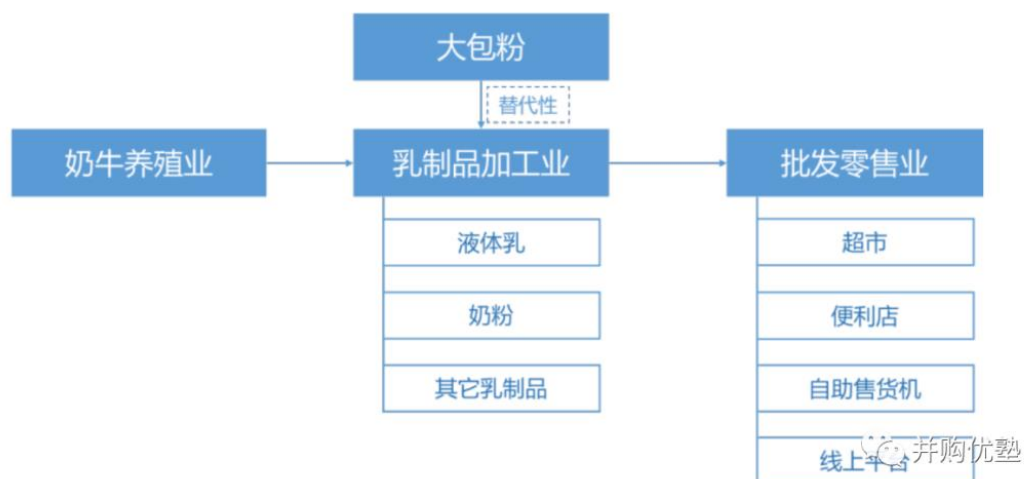 大包粉
替代性
奶牛养殖业
乳制品加工业
批发零售业
液体乳
超市
奶粉
便利店
其它乳制品
自助售货机
线上平台
并购优塾